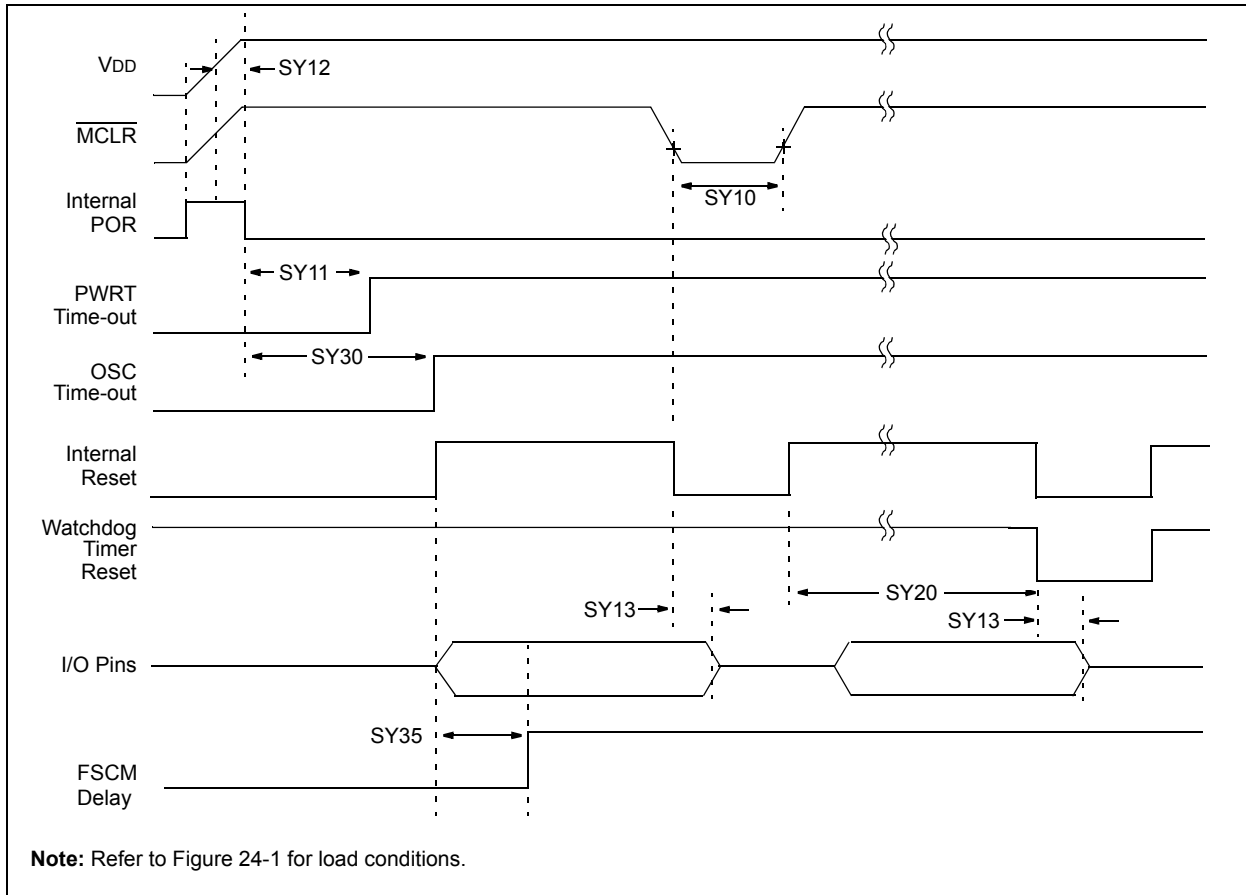 VDD
SY12
MCLR
SY10
Internal
POR
SY11
PWRT
Time-out
SY30
OSC
Time-out
Internal
Reset
Watchdog
Timer
Reset
SY20
SY13
SY13
I/O Pins
SY35
FSCM
Delay
Note: Refer to Figure 24-1 for load conditions.